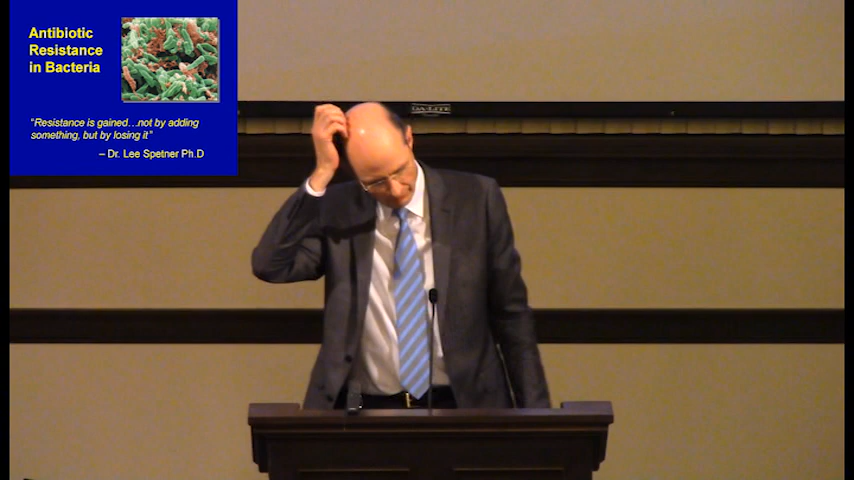 Antibiotic
Resistance
in Bacteria
"Resistance is gained…not by adding
something, but by losing it"
– Dr. Lee Spetner Ph.D
DA-LITE